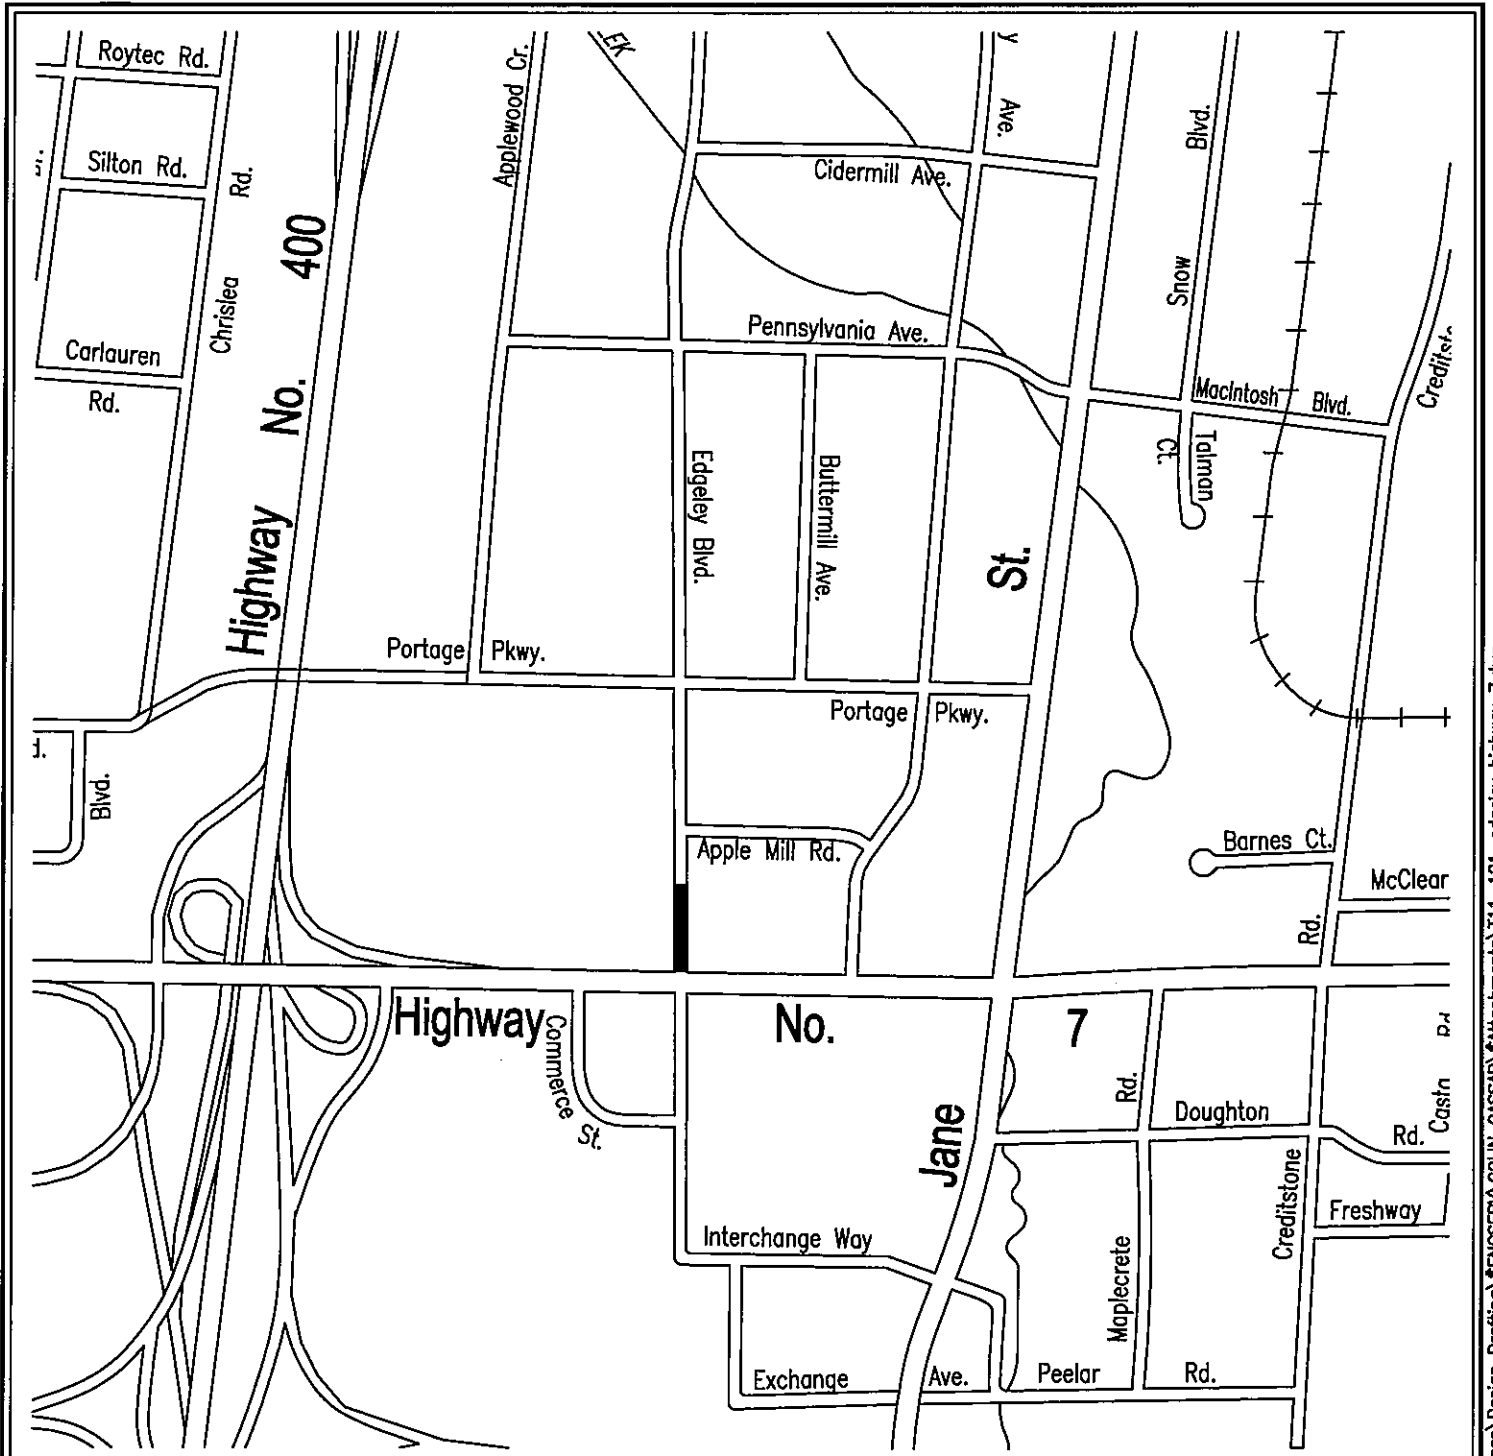 Roytec Rd.
Silton Rd.
Chrislea Rd.
Carlauren
Rd.
Highway No. 400
Applewood Cr.
Ave.
Cidermill Ave.
Pennsylvania Ave.
Snow Blvd.
MacIntosh Blvd.
Talman
Ct.
Edgeley Blvd.
Buttermill Ave.
Portage Pkwy.
Portage Pkwy.
Blvd.
Apple Mill Rd.
Barnes Ct.
McClear
Highway No. 7
Commerce St.
Jane St.
Doughton Rd.
Creditstone Rd.
Freshway
Interchange Way
Maplecrete Rd.
Exchange Ave.
Peelar Rd.